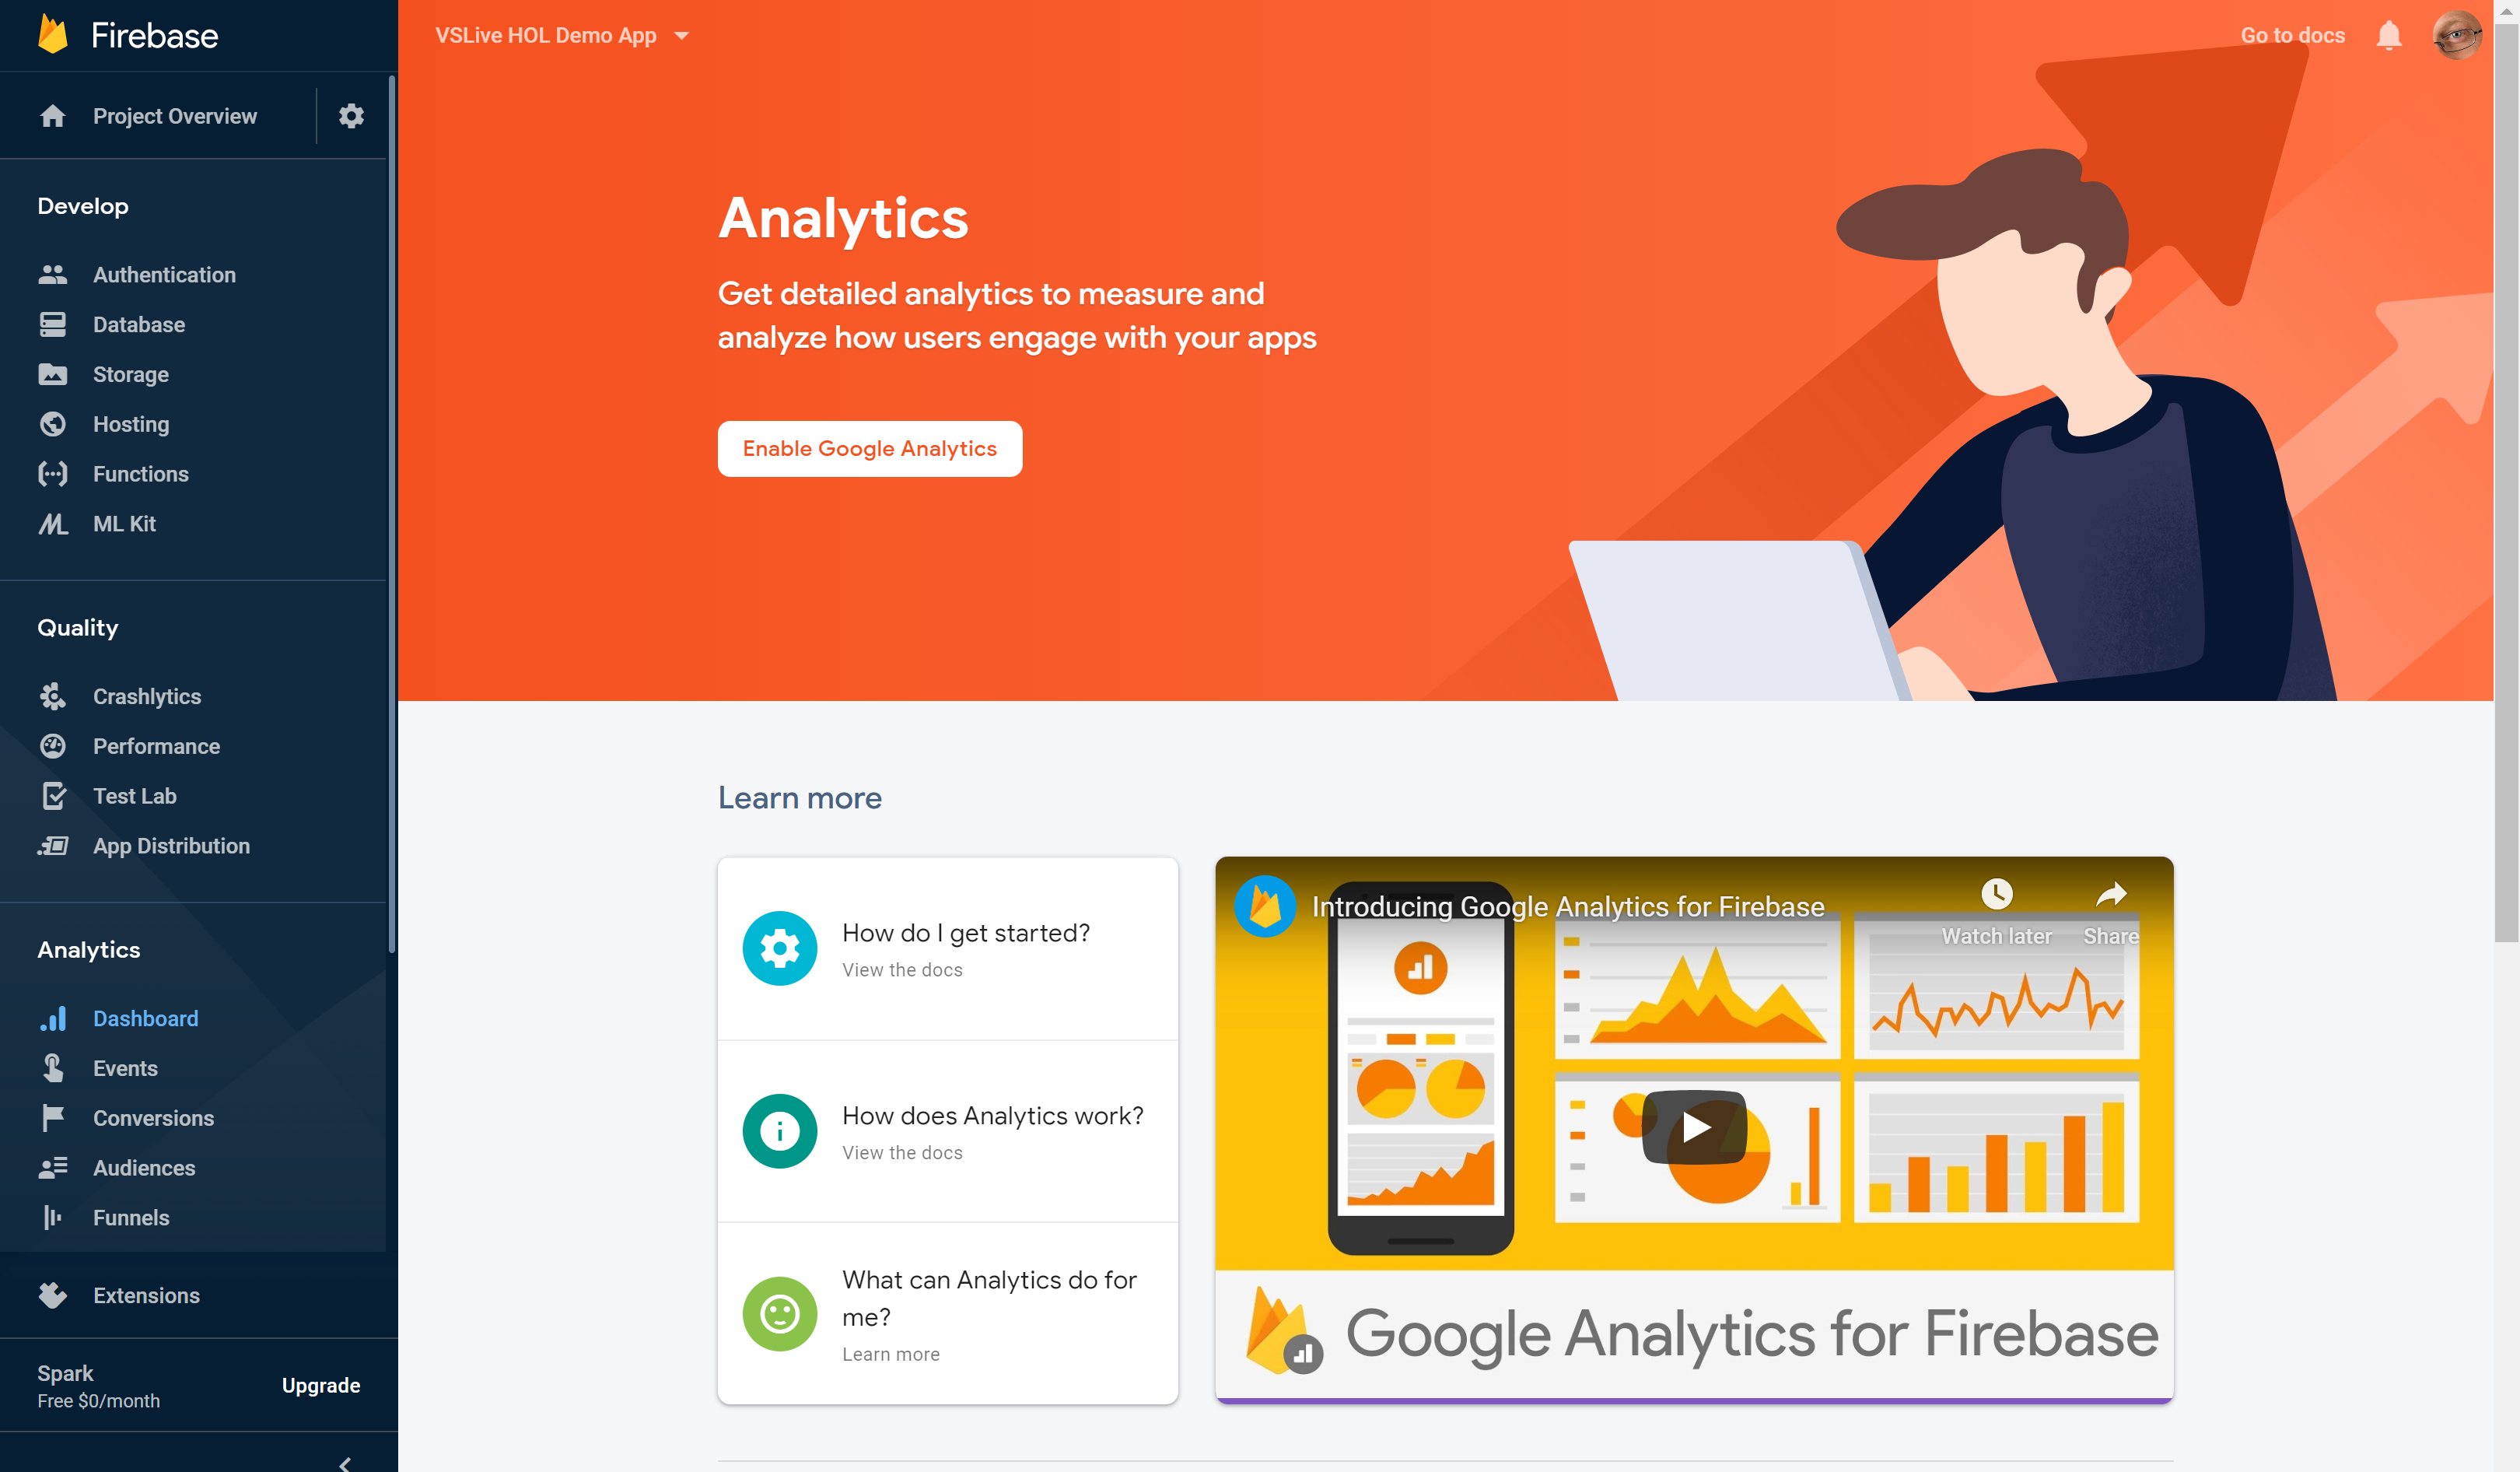 Firebase
Project Overview
Develop
Authentication
Database
Storage
Hosting
Functions
ML Kit
Quality
Crashlytics
Performance
Test Lab
App Distribution
Analytics
Dashboard
Events
Conversions
Audiences
Funnels
Extensions
Spark
Free $0/month
Upgrade
VSLive HOL Demo App
Go to docs
Analytics
Get detailed analytics to measure and
analyze how users engage with your apps
Enable Google Analytics
Learn more
How do I get started?
View the docs
How does Analytics work?
View the docs
What can Analytics do for
me?
Learn more
Introducing Google Analytics for Firebase
Watch later
Share
Google Analytics for Firebase